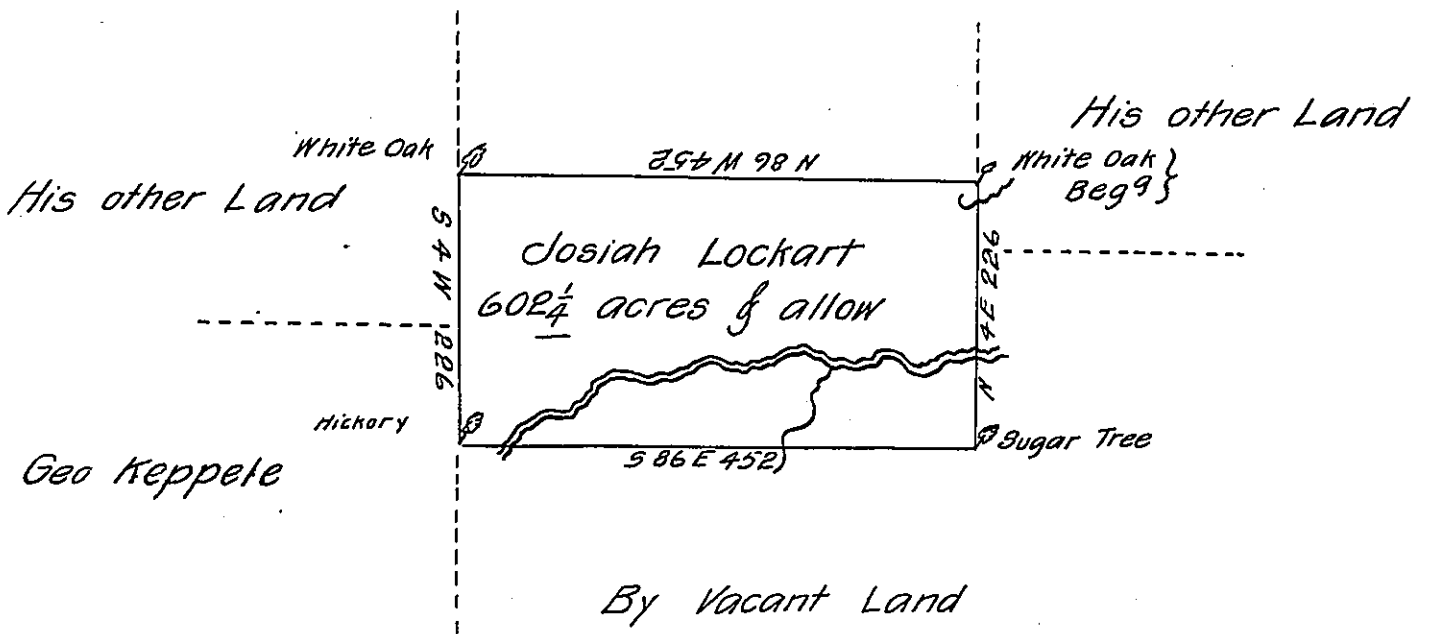 His other Land
White Oak
N 86 W 452
White Oak }
Beg g }
His other Land
S 4 W 226
Josiah Lockart
602 1/4 acres & allow
N 4E 226
Hickory
S 86 E 452
Sugar Tree
Geo Keppele
By Vacant Land